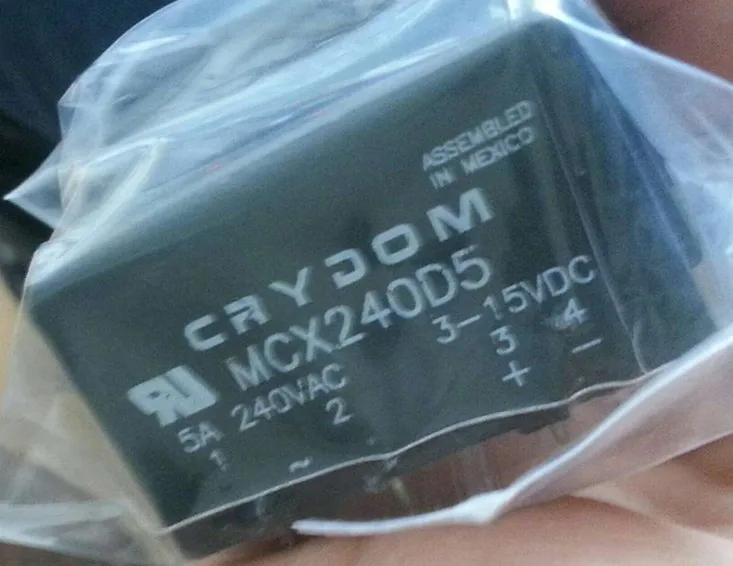 ASSEMBLED
IN MEXICO
CRYDOM
MCX240D5
5A 240VAC 3-15VDC
1 ~ 2 3 4
+ -